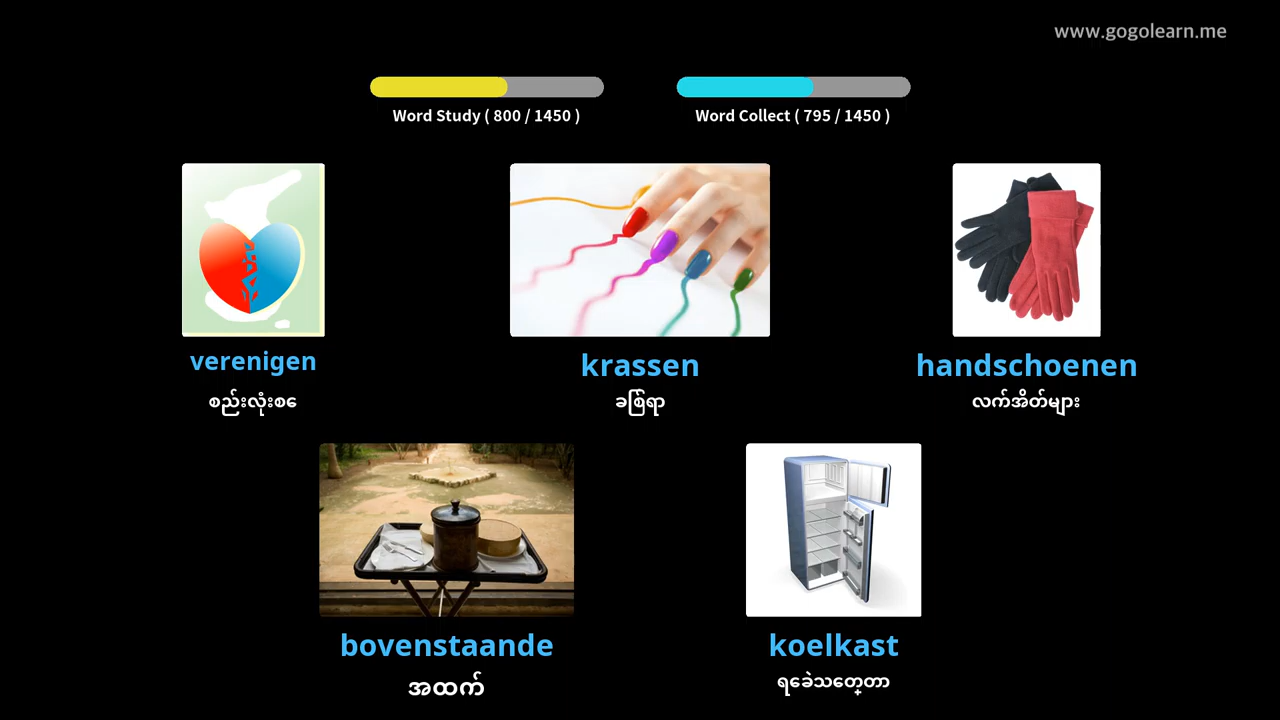 www.gogolearn.me
Word Study ( 800 / 1450 )
Word Collect ( 795 / 1450 )
verenigen
စည်းလုံးစေ
krassen
ခြစ်ရာ
handschoenen
လက်အိတ်များ
bovenstaande
အထက်
koelkast
ရေခဲသေတ္တာ